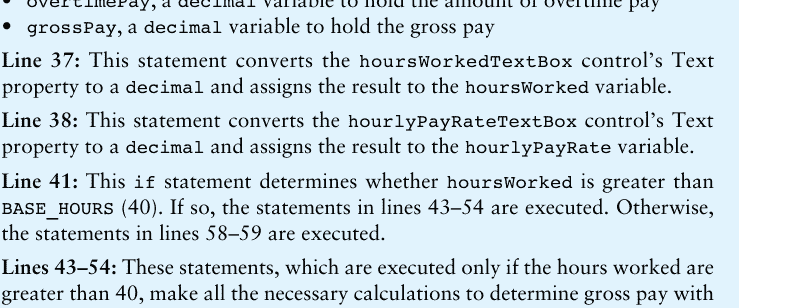 • overtimePay, a decimal variable to hold the amount of overtime pay
• grossPay, a decimal variable to hold the gross pay
Line 37: This statement converts the hoursWorkedTextBox control's Text
property to a decimal and assigns the result to the hoursWorked variable.
Line 38: This statement converts the hourlyPayRateTextBox control's Text
property to a decimal and assigns the result to the hourlyPayRate variable.
Line 41: This if statement determines whether hoursWorked is greater than
BASE_HOURS (40). If so, the statements in lines 43–54 are executed. Otherwise,
the statements in lines 58–59 are executed.
Lines 43–54: These statements, which are executed only if the hours worked are
greater than 40, make all the necessary calculations to determine gross pay with